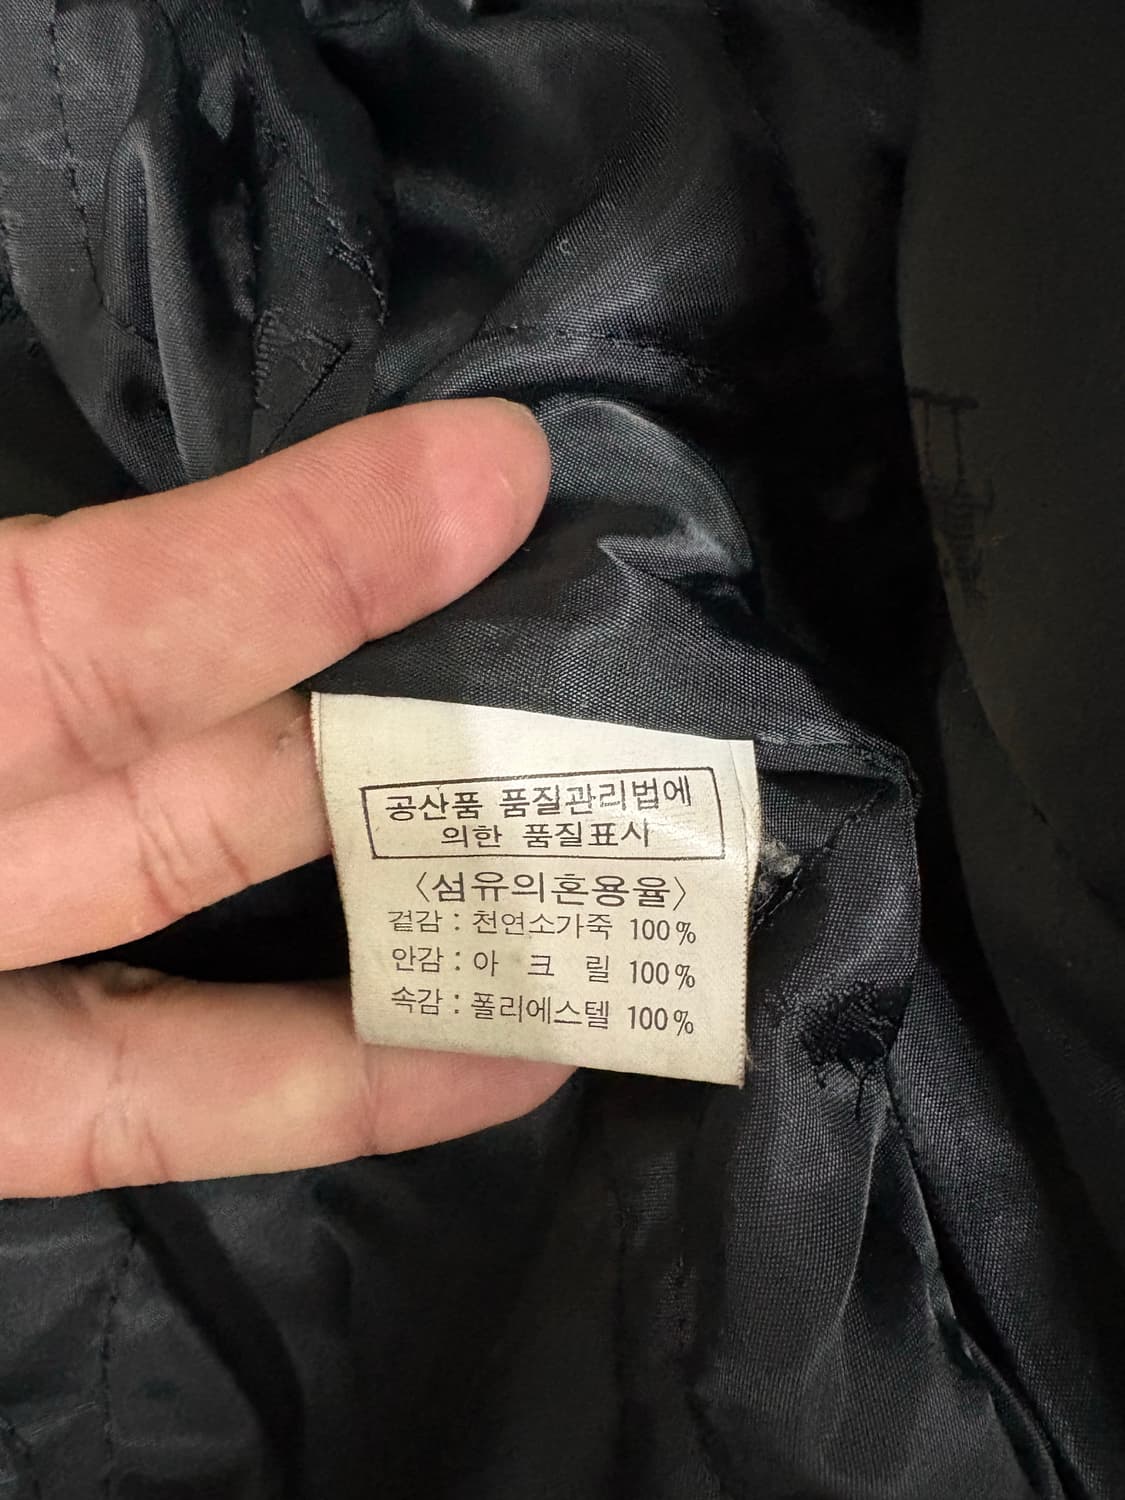 공산품 품질관리법에
의한 품질표시
〈섬유의혼용율〉
겉감 : 천연소가죽 100%
안감 : 아 크 릴 100%
속감 : 폴리에스텔 100%